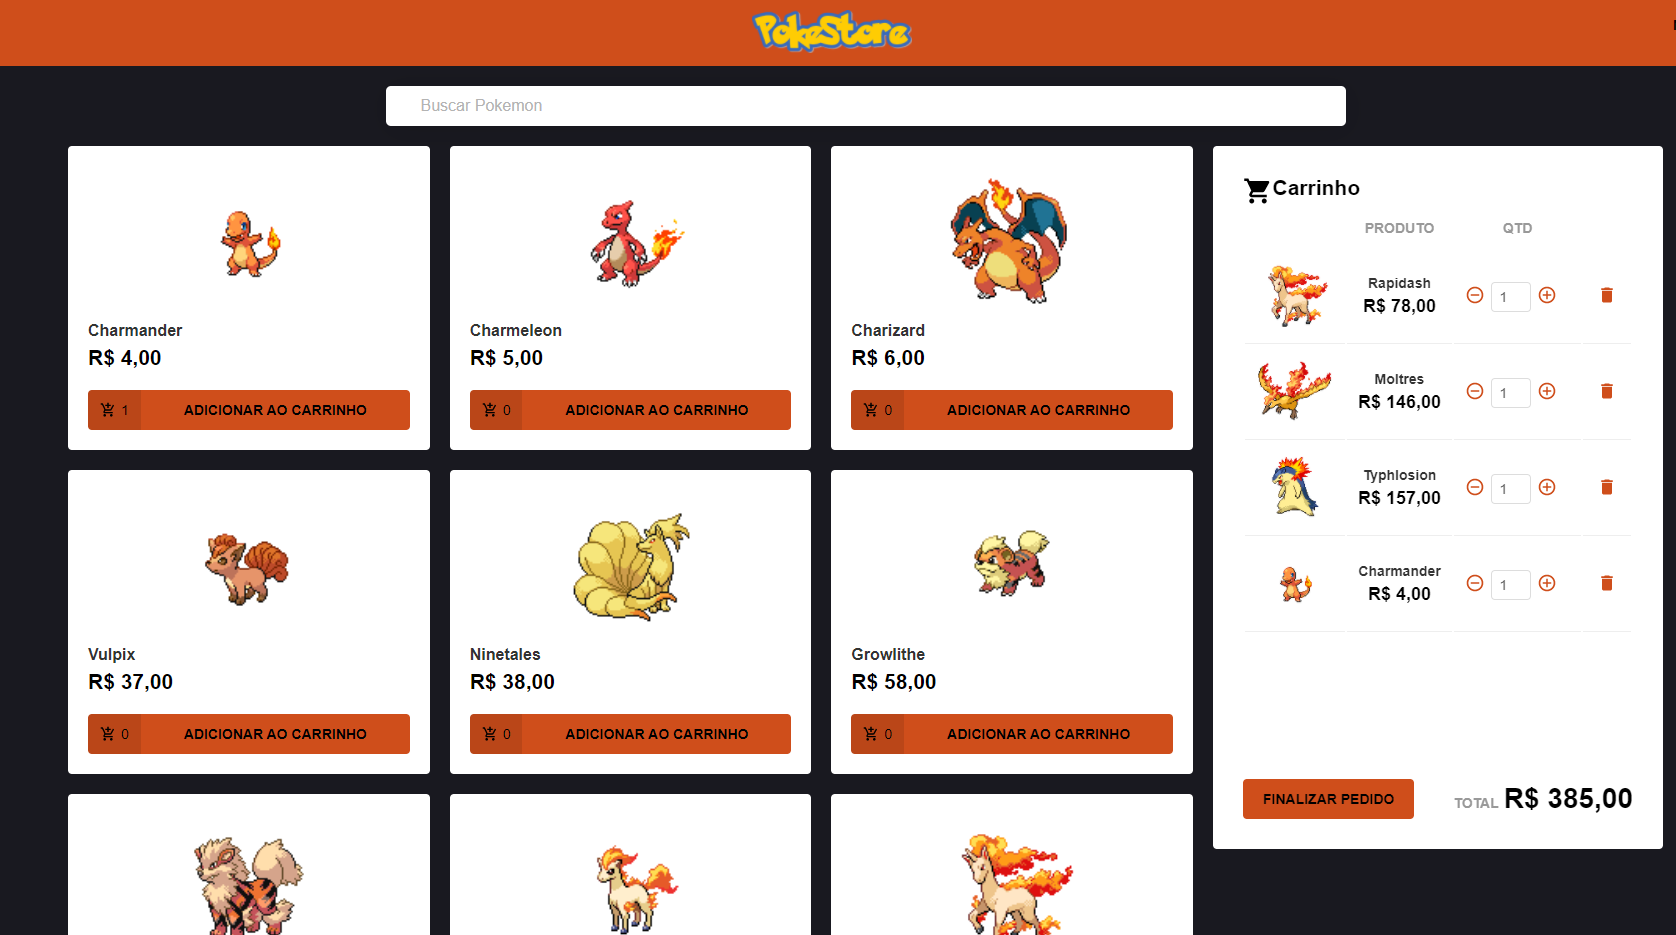 PokeStore
Buscar Pokemon
Charmander
R$ 4,00
1 ADICIONAR AO CARRINHO
Charmeleon
R$ 5,00
0 ADICIONAR AO CARRINHO
Charizard
R$ 6,00
0 ADICIONAR AO CARRINHO
Vulpix
R$ 37,00
0 ADICIONAR AO CARRINHO
Ninetales
R$ 38,00
0 ADICIONAR AO CARRINHO
Growlithe
R$ 58,00
0 ADICIONAR AO CARRINHO
Carrinho
PRODUTO QTD
Rapidash
R$ 78,00 1
Moltres
R$ 146,00 1
Typhlosion
R$ 157,00 1
Charmander
R$ 4,00 1
FINALIZAR PEDIDO TOTAL R$ 385,00